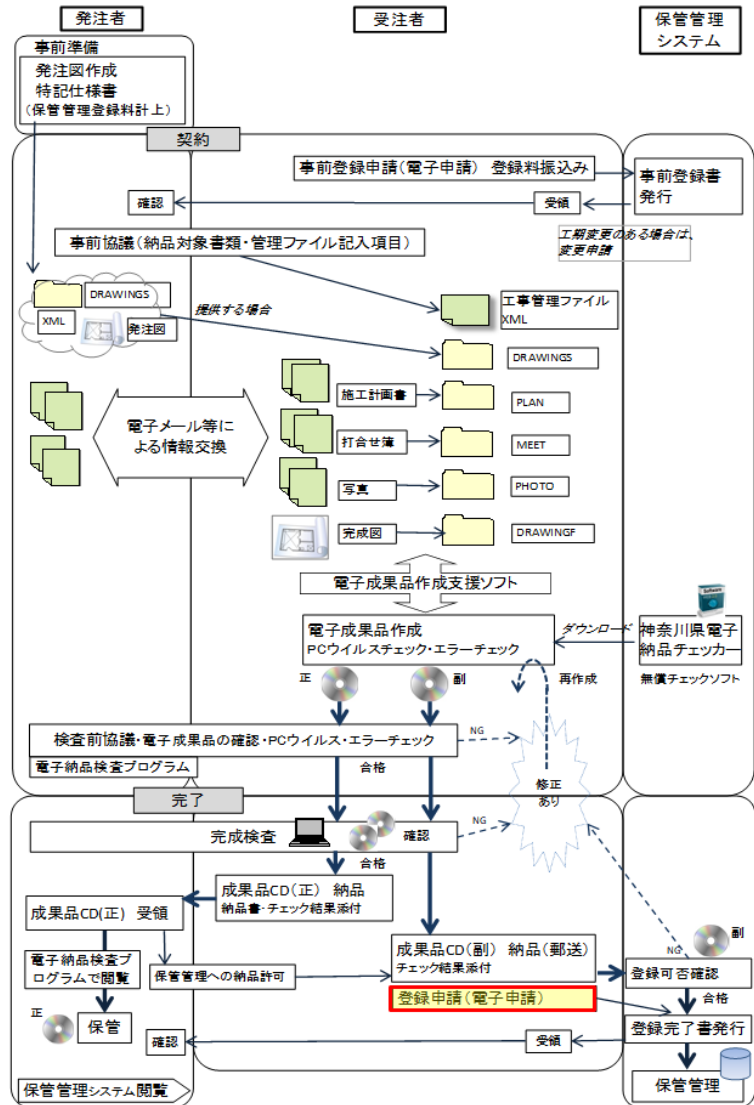 発注者
受注者
保管管理
システム
事前準備
発注図作成
特記仕様書
(保管管理登録料計上)
契約
事前登録申請(電子申請) 登録料振込み
事前登録書
発行
確認
受領
工期変更のある場合は、
変更申請
事前協議(納品対象書類・管理ファイル記入項目)
DRAWINGS
XML
発注図
提供する場合
工事管理ファイル
XML
DRAWINGS
施工計画書
PLAN
電子メール等に
よる情報交換
打合せ簿
MEET
写真
PHOTO
完成図
DRAWINGF
電子成果品作成支援ソフト
電子成果品作成
PCウイルスチェック・エラーチェック
ダウンロード
神奈川県電子
納品チェッカー
無償チェックソフト
正
副
再作成
検査前協議・電子成果品の確認・PCウイルス・エラーチェック
NG
電子納品検査プログラム
合格
修正
あり
完了
完成検査
確認
NG
合格
成果品CD(正) 納品
納品書・チェック結果添付
成果品CD(正) 受領
副
成果品CD(副) 納品(郵送)
チェック結果添付
NG
電子納品検査プ
ログラムで閲覧
保管管理への納品許可
登録可否確認
登録申請(電子申請)
合格
正
保管
登録完了書発行
確認
受領
保管管理システム閲覧
保管管理